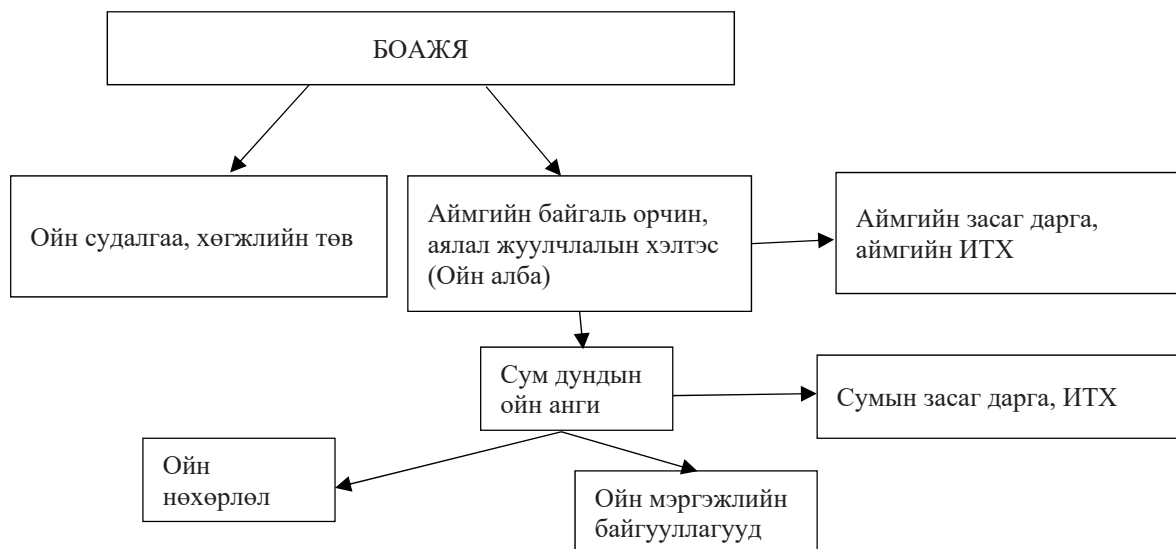 БОАЖЯ
Ойн судалгаа, хөгжлийн төв
Аймгийн байгаль орчин,
аялал жуулчлалын хэлтэс
(Ойн алба)
Аймгийн засаг дарга,
аймгийн ИТХ
Сум дундын
ойн анги
Сумын засаг дарга, ИТХ
Ойн
нөхөрлөл
Ойн мэргэжлийн
байгууллагууд